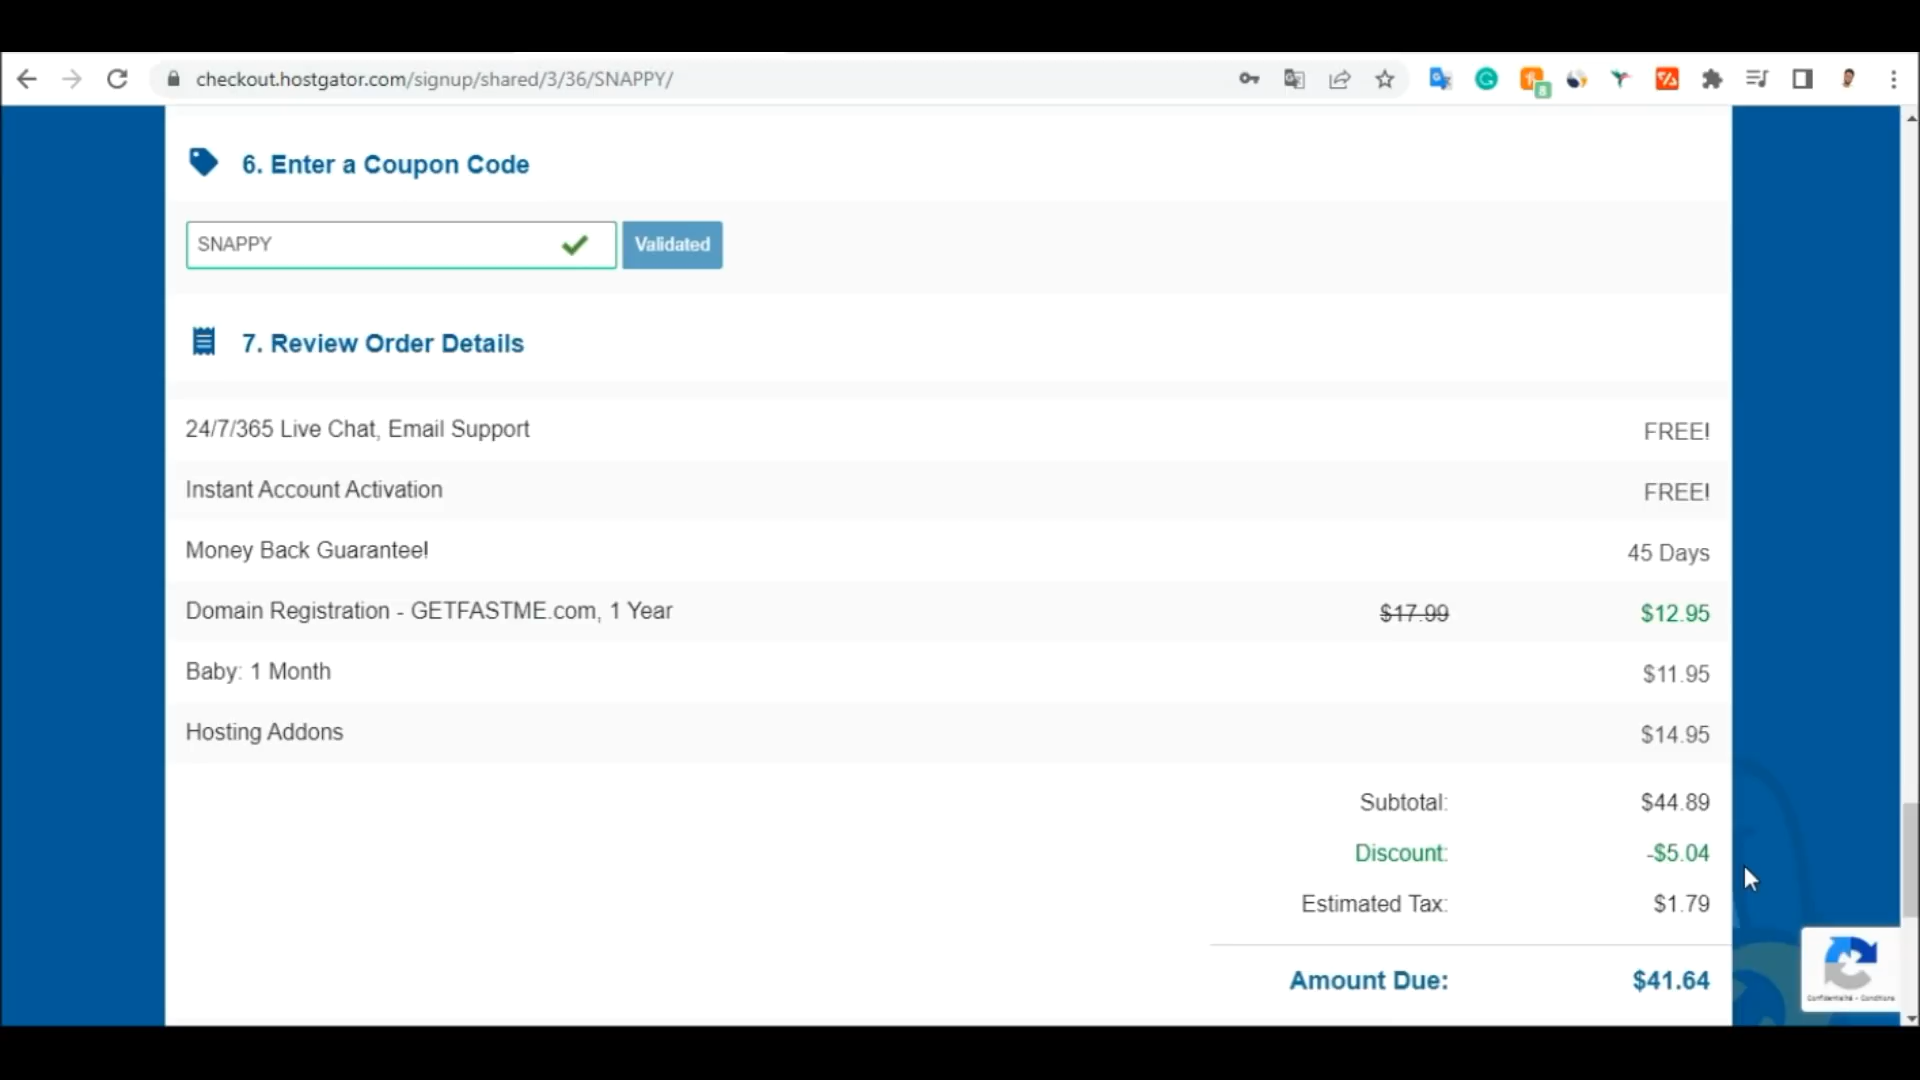 checkout.hostgator.com/signup/shared/3/36/SNAPPY/
8
6. Enter a Coupon Code
SNAPPY
Validated
7. Review Order Details
24/7/365 Live Chat, Email Support FREE!
Instant Account Activation FREE!
Money Back Guarantee! 45 Days
Domain Registration - GETFASTME.com, 1 Year $17.99 $12.95
Baby: 1 Month $11.95
Hosting Addons $14.95
Subtotal: $44.89
Discount: -$5.04
Estimated Tax: $1.79
Amount Due: $41.64
Confidentialité - Conditions